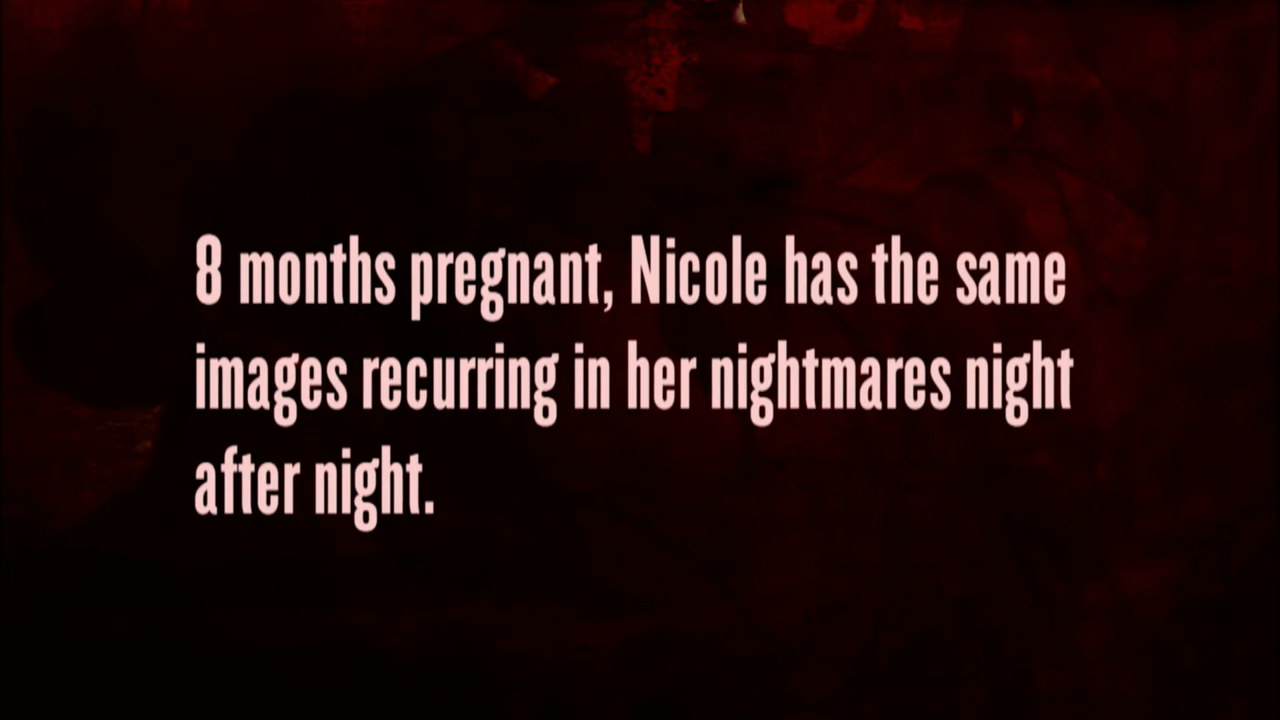 8 months pregnant, Nicole has the same
images recurring in her nightmares night
after night.